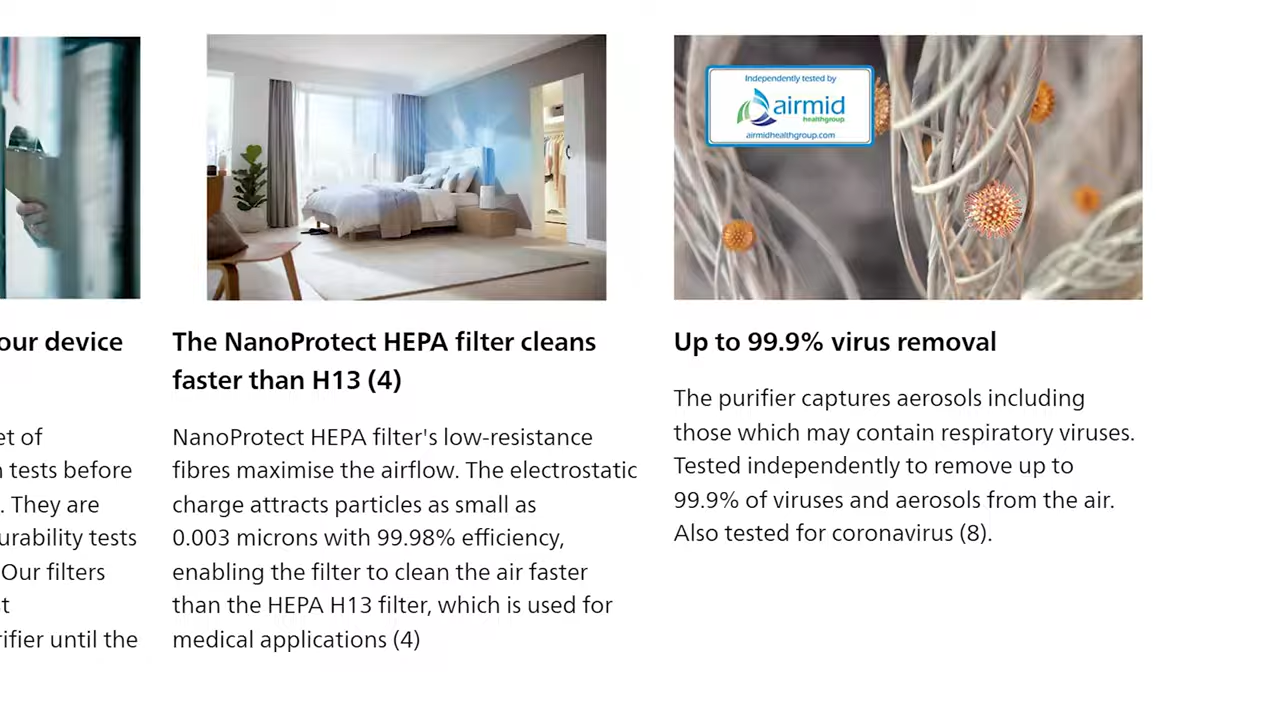 Independently tested by
airmid
healthgroup
airmidhealthgroup.com
our device
et of
n tests before
. They are
urability tests
Our filters
st
rifier until the
The NanoProtect HEPA filter cleans
faster than H13 (4)
NanoProtect HEPA filter's low-resistance
fibres maximise the airflow. The electrostatic
charge attracts particles as small as
0.003 microns with 99.98% efficiency,
enabling the filter to clean the air faster
than the HEPA H13 filter, which is used for
medical applications (4)
Up to 99.9% virus removal
The purifier captures aerosols including
those which may contain respiratory viruses.
Tested independently to remove up to
99.9% of viruses and aerosols from the air.
Also tested for coronavirus (8).